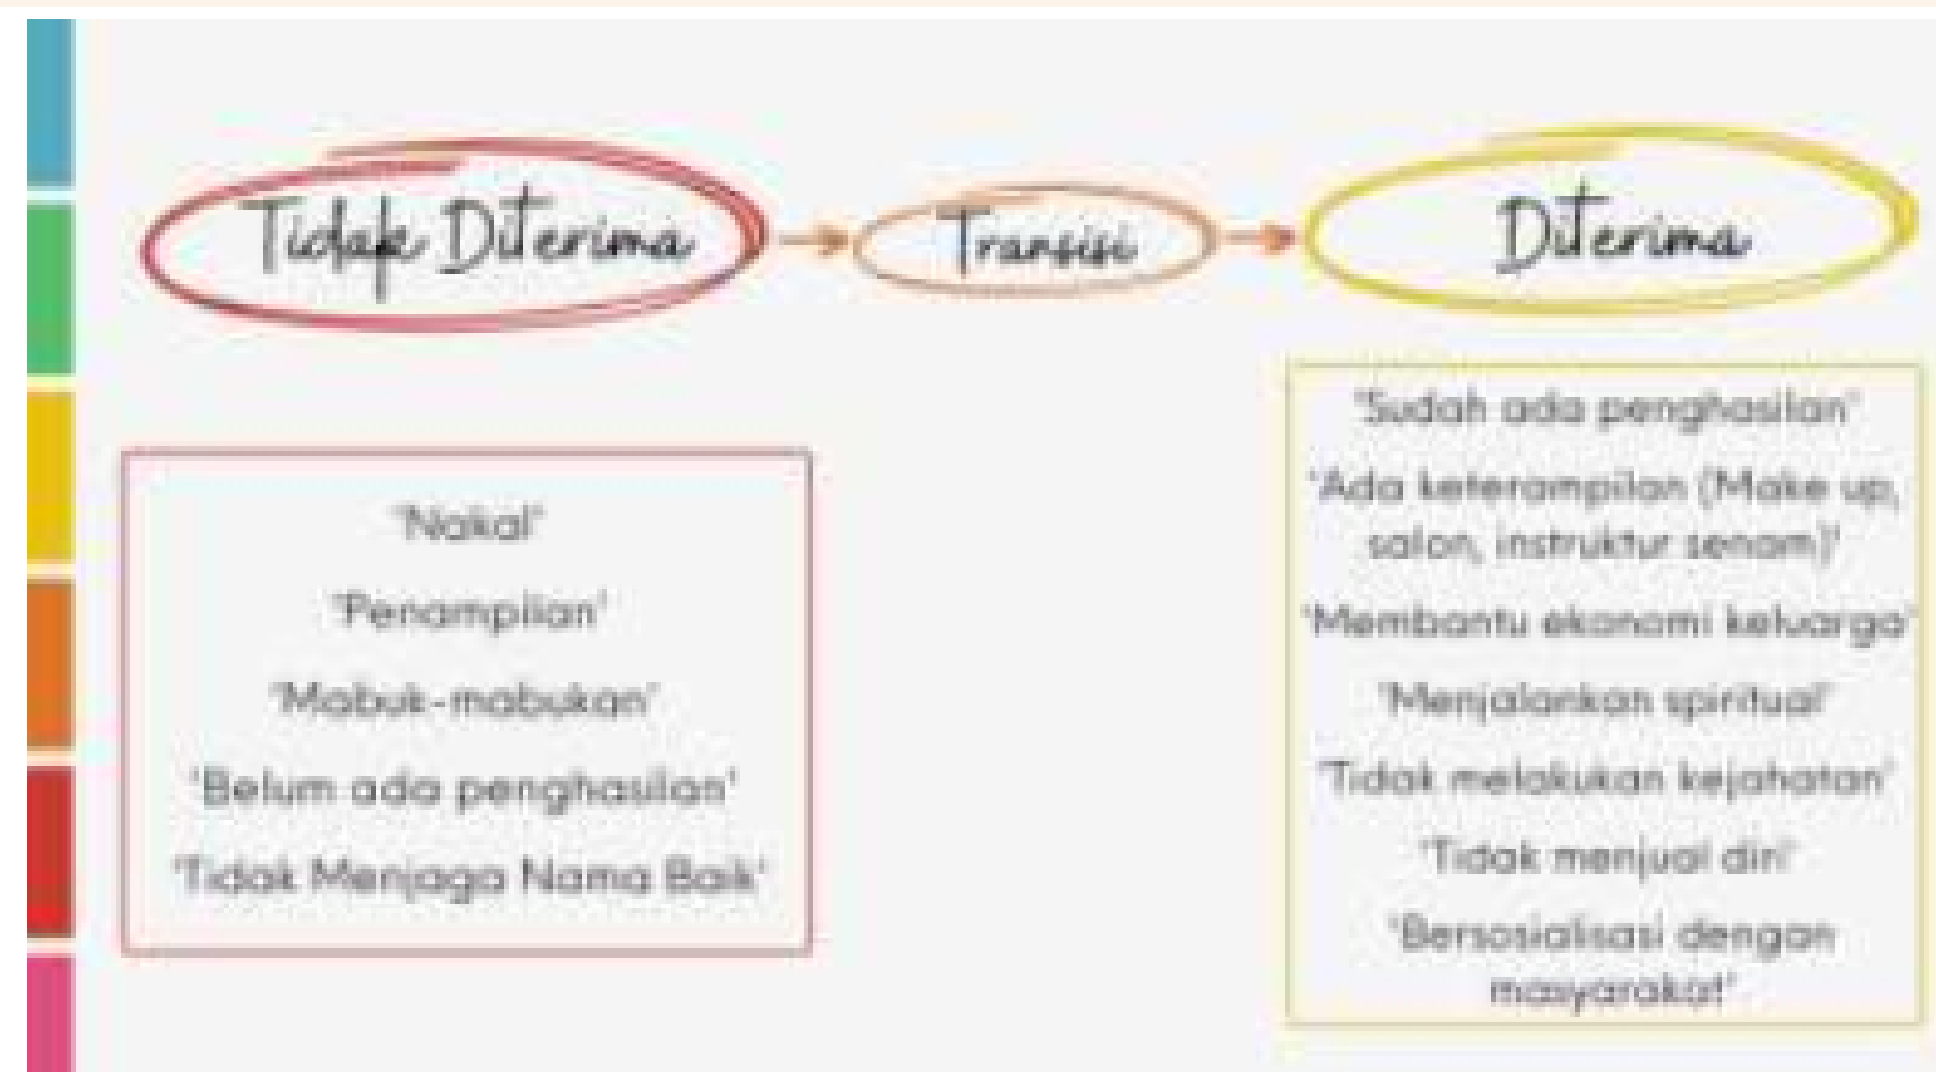 Tidak Diterima
Transisi
Diterima
'Nakal'
'Penampilan'
'Mabuk-mabukan'
'Belum ada penghasilan'
'Tidak Menjaga Nama Baik'
'Sudah ada penghasilan'
'Ada keterampilan (Make up,
salon, instruktur senam)'
'Membantu ekonomi keluarga'
'Menjalankan spiritual'
'Tidak melakukan kejahatan'
'Tidak menjual diri'
'Bersosialisasi dengan
masyarakat'